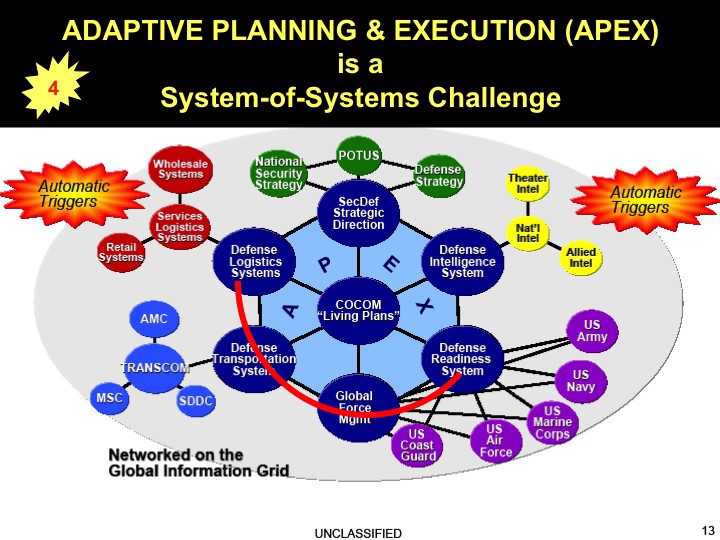 ADAPTIVE PLANNING & EXECUTION (APEX)
is a
System-of-Systems Challenge
4
Automatic
Triggers
Wholesale
Systems
Services
Logistics
Systems
Retail
Systems
National
Security
Strategy
POTUS
Defense
Strategy
Theater
Intel
Nat'l
Intel
Allied
Intel
Automatic
Triggers
SecDef
Strategic
Direction
Defense
Logistics
Systems
Defense
Intelligence
System
A
P
E
X
COCOM
“Living Plans”
AMC
TRANSCOM
MSC
SDDC
Defense
Transportation
System
Global
Force
Mgmt
Defense
Readiness
System
US
Army
US
Navy
US
Marine
Corps
US
Air
Force
US
Coast
Guard
Networked on the
Global Information Grid
UNCLASSIFIED
13